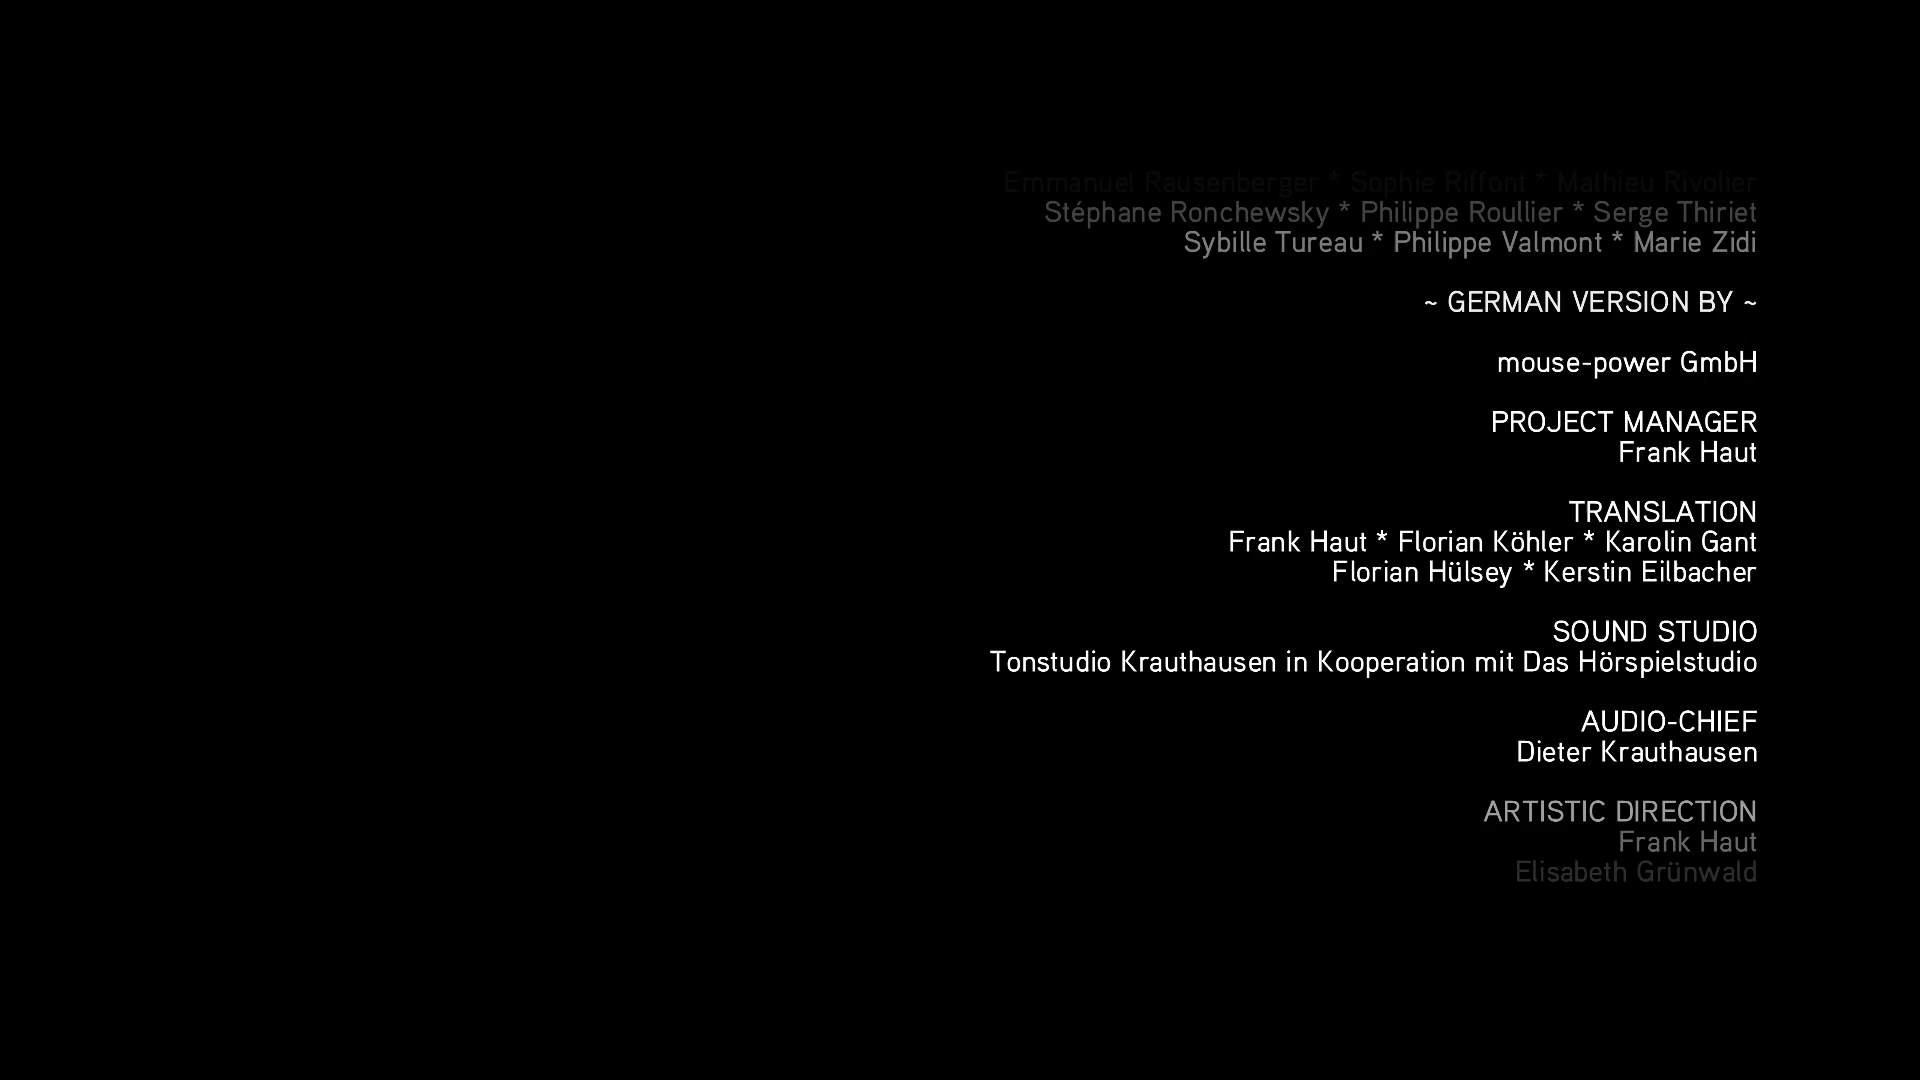 Emmanuel Rausenberger * Sophie Riffont * Mathieu Rivolier
Stéphane Ronchewsky * Philippe Roullier * Serge Thiriet
Sybille Tureau * Philippe Valmont * Marie Zidi
~ GERMAN VERSION BY ~
mouse-power GmbH
PROJECT MANAGER
Frank Haut
TRANSLATION
Frank Haut * Florian Köhler * Karolin Gant
Florian Hülsey * Kerstin Eilbacher
SOUND STUDIO
Tonstudio Krauthausen in Kooperation mit Das Hörspielstudio
AUDIO-CHIEF
Dieter Krauthausen
ARTISTIC DIRECTION
Frank Haut
Elisabeth Grünwald